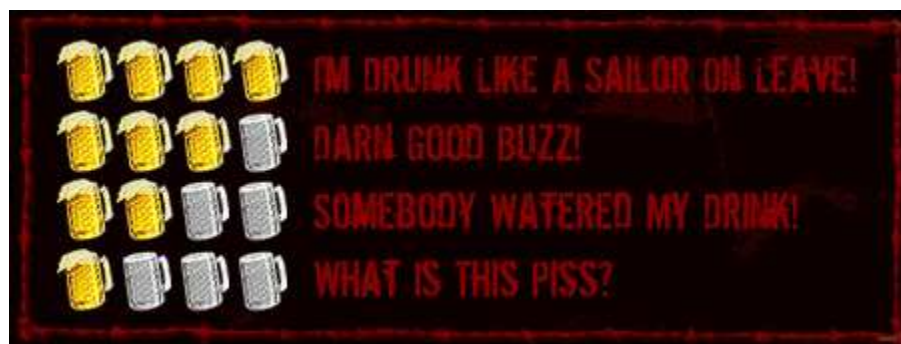 I'M DRUNK LIKE A SAILOR ON LEAVE!
DARN GOOD BUZZ!
SOMEBODY WATERED MY DRINK!
WHAT IS THIS PISS?